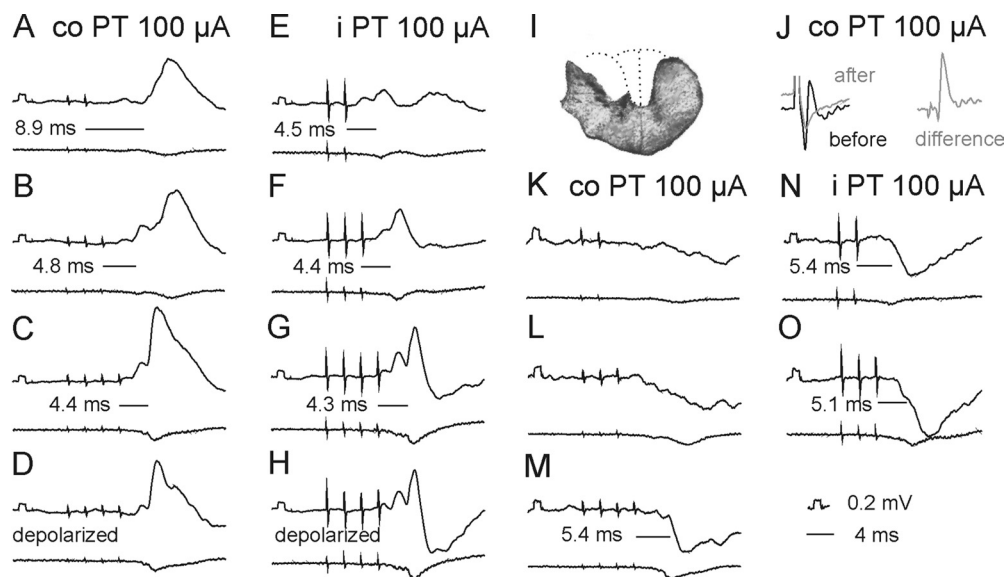 A co PT 100 µA
E i PT 100 µA
I
J co PT 100 µA
after
before
difference
8.9 ms
4.5 ms
B
F
K co PT 100 µA
N i PT 100 µA
4.8 ms
4.4 ms
5.4 ms
C
G
L
O
4.4 ms
4.3 ms
5.1 ms
D
H
M
depolarized
depolarized
5.4 ms
0.2 mV
4 ms